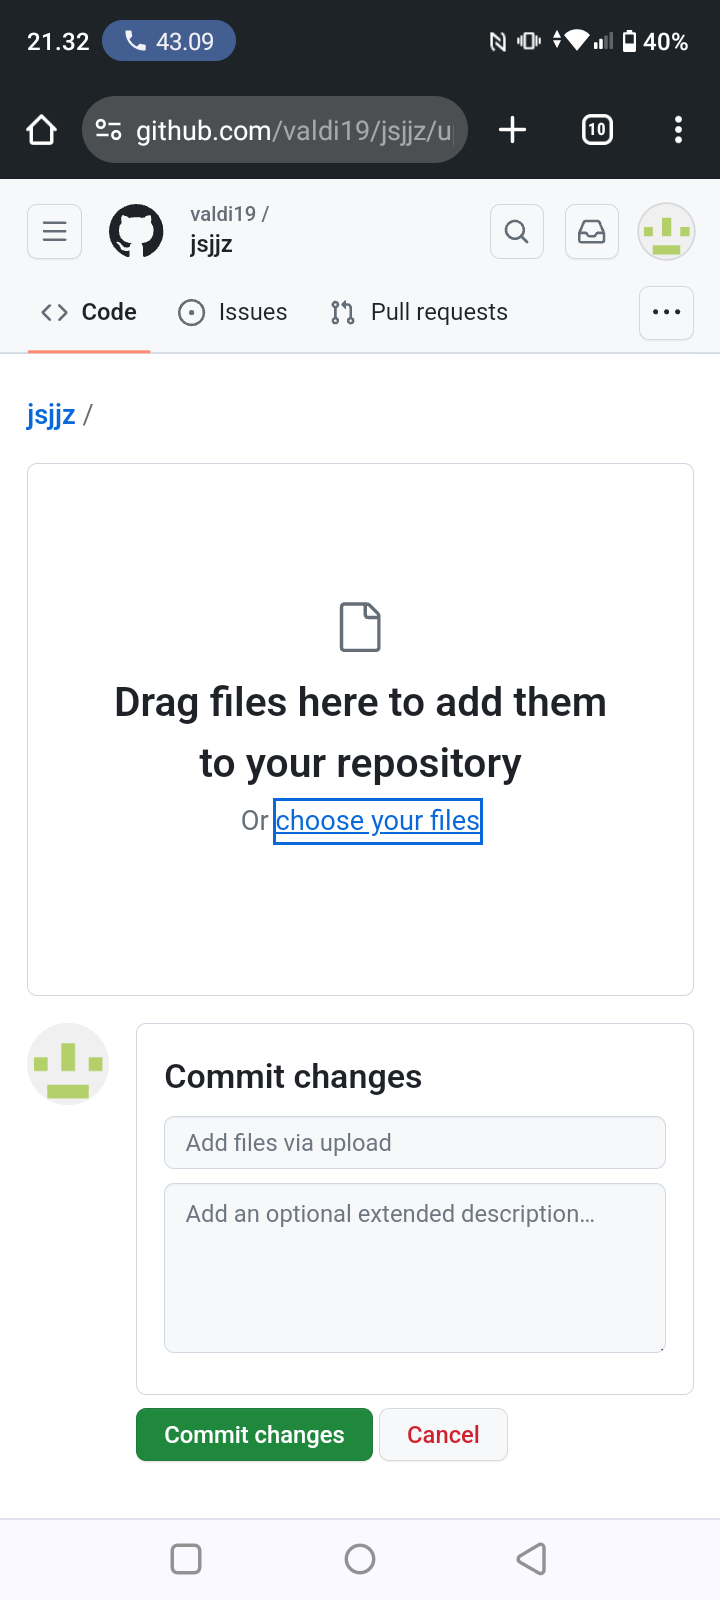 21.32 43.09 40%
github.com/valdi19/jsjjz/u
10
valdi19 /
jsjjz
Code Issues Pull requests
jsjjz /
Drag files here to add them
to your repository
Or choose your files
Commit changes
Add files via upload
Add an optional extended description...
Commit changes Cancel